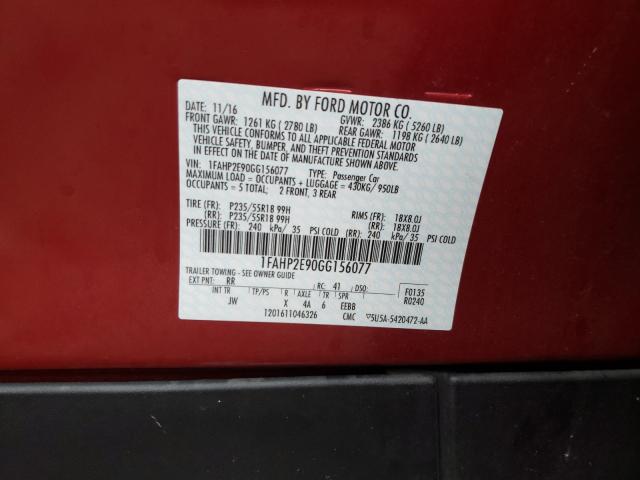 MFD. BY FORD MOTOR CO.
11/16
FRONT GAWR: 1261 KG ( 2780 LB)
GVWR: 2386 KG ( 5260 LB)
REAR GAWR: 1198 KG ( 2640 LB)
THIS VEHICLE CONFORMS TO ALL APPLICABLE FEDERAL MOTOR
VEHICLE SAFETY, BUMPER, AND THEFT PREVENTION STANDARDS
IN EFFECT ON THE DATE OF MANUFACTURE SHOWN ABOVE.
VIN: 1FAHP2E90GG156077 TYPE: Passenger Car
MAXIMUM LOAD = OCCUPANTS + LUGGAGE = 430KG/ 950LB
OCCUPANTS = 5 TOTAL; 2 FRONT, 3 REAR
TIRE (FR): P235/55R18 99H RIMS (FR): 18X8.0J
(RR): P235/55R18 99H (RR): 18X8.0J
PRESSURE (FR): 240 kPa/ 35 PSI COLD (RR): 240 kPa/ 35 PSI COLD
1FAHP2E90GG156077
TRAILER TOWING - SEE OWNER GUIDE
EXT PNT: RR RC: 41 DSO: F0135
INT TR TP/PS R AXLE TR SPR R0240
JW X 4A 6 EEBB
1201611046326 CMC ▽5U5A-5420472-AA